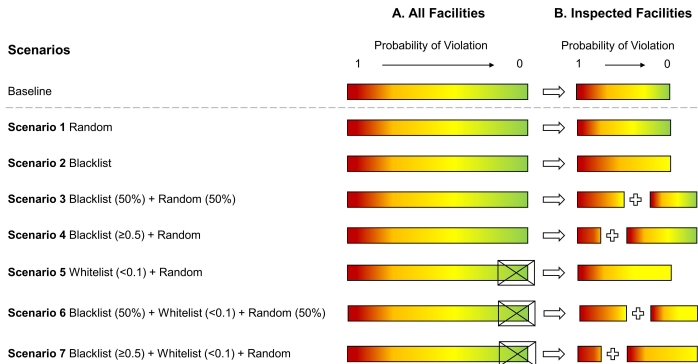 A. All Facilities
B. Inspected Facilities
Scenarios
Probability of Violation
Probability of Violation
1 0
1 0
Baseline
Scenario 1 Random
Scenario 2 Blacklist
Scenario 3 Blacklist (50%) + Random (50%)
Scenario 4 Blacklist (≥0.5) + Random
Scenario 5 Whitelist (<0.1) + Random
Scenario 6 Blacklist (50%) + Whitelist (<0.1) + Random (50%)
Scenario 7 Blacklist (≥0.5) + Whitelist (<0.1) + Random